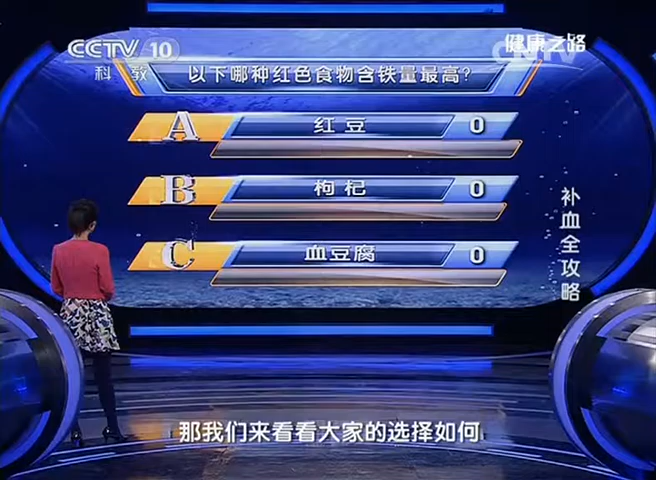 CCTV 10
科教
健康之路
CNTV
以下哪种红色食物含铁量最高?
A 红豆 0
B 枸杞 0
C 血豆腐 0
补血全攻略
那我们来看看大家的选择如何